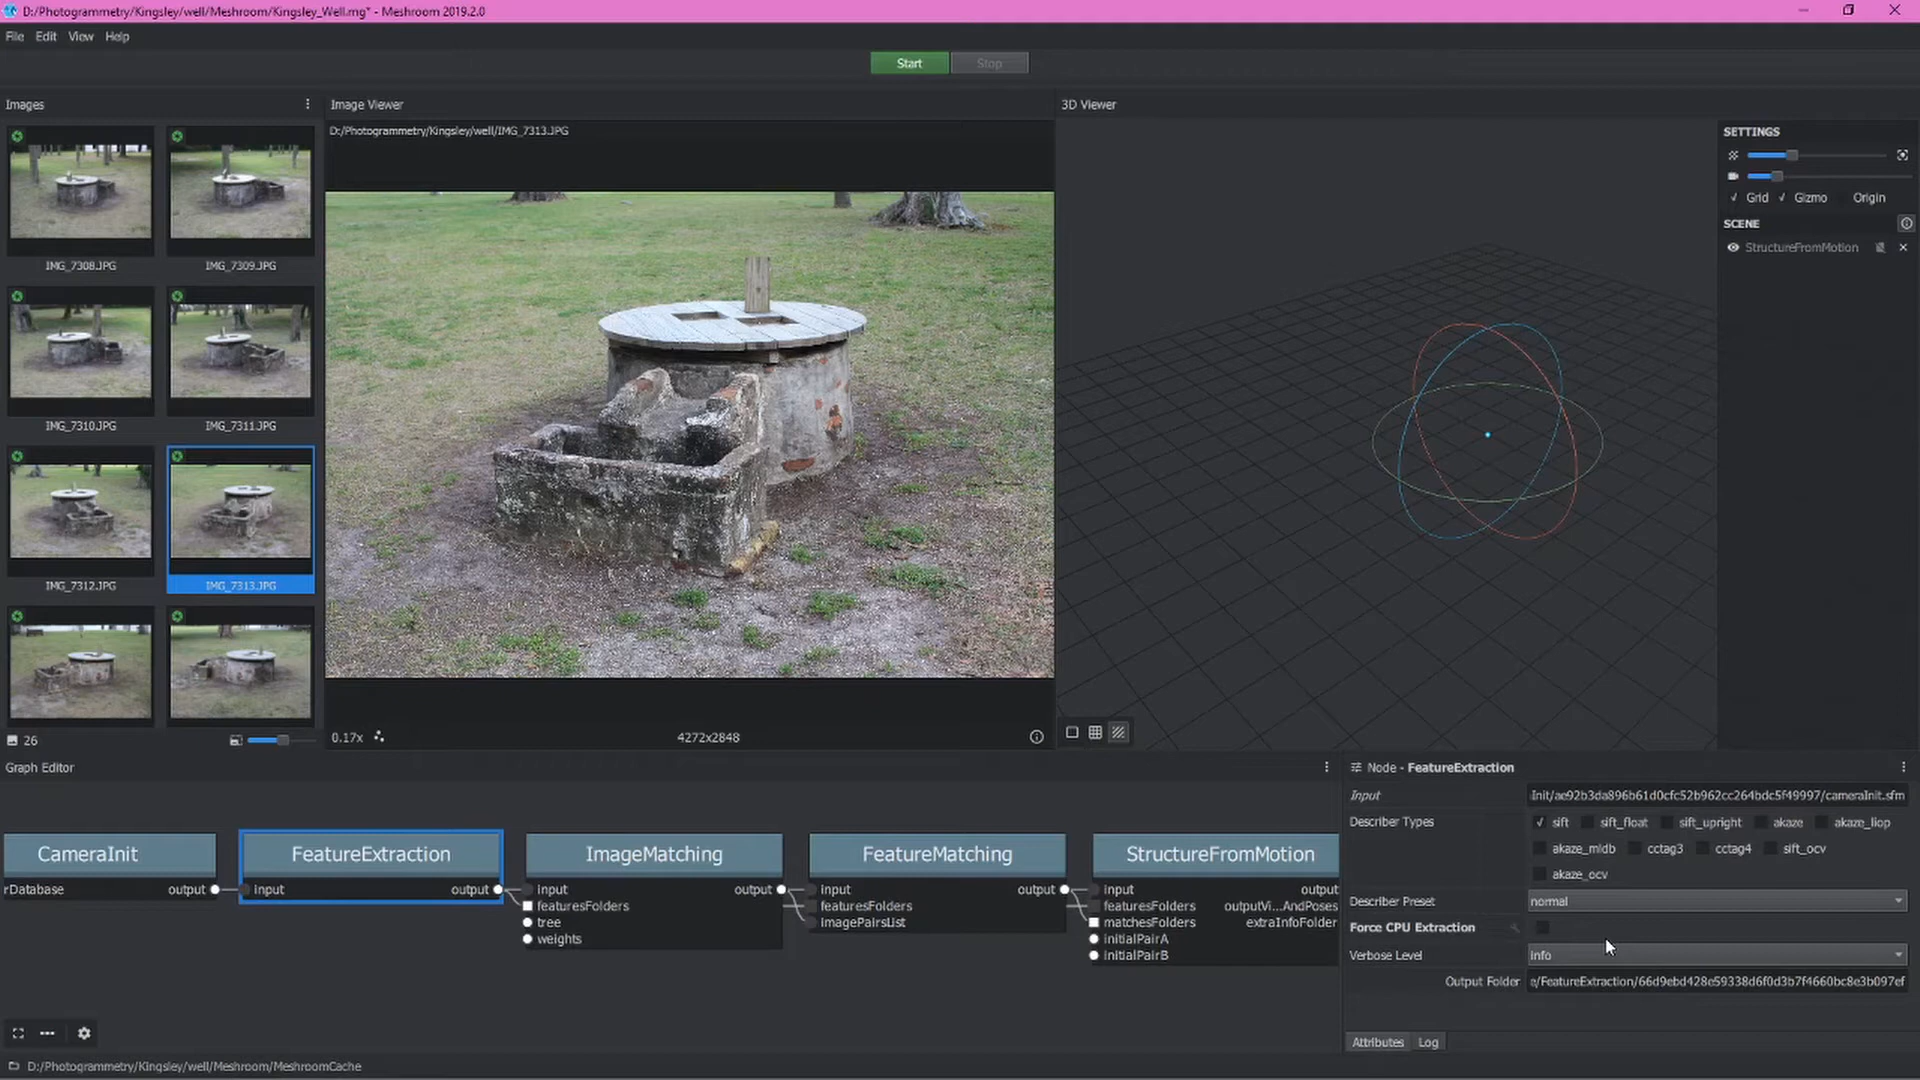 D:/Photogrammetry/Kingsley/well/Meshroom/Kingsley_Well.mg* - Meshroom 2019.2.0
File Edit View Help
Start Stop
Images
Image Viewer
3D Viewer
D:/Photogrammetry/Kingsley/well/IMG_7313.JPG
SETTINGS
Grid Gizmo Origin
SCENE
StructureFromMotion
IMG_7308.JPG IMG_7309.JPG
IMG_7310.JPG IMG_7311.JPG
IMG_7312.JPG IMG_7313.JPG
26
0.17x
4272x2848
Graph Editor
CameraInit
rDatabase output
FeatureExtraction
input output
ImageMatching
input output
featuresFolders
tree
weights
FeatureMatching
input output
featuresFolders
imagePairsList
StructureFromMotion
input output
featuresFolders outputVi...AndPoses
matchesFolders extraInfoFolder
initialPairA
initialPairB
Node - FeatureExtraction
Input Init/ae92b3da896b61d0cfc52b962cc264bdc5f49997/cameraInit.sfm
Describer Types sift sift_float sift_upright akaze akaze_liop
akaze_mldb cctag3 cctag4 sift_ocv
akaze_ocv
Describer Preset normal
Force CPU Extraction
Verbose Level info
Output Folder e/FeatureExtraction/66d9ebd428e59338d6f0d3b7f4660bc8e3b097ef
Attributes Log
D:/Photogrammetry/Kingsley/well/Meshroom/MeshroomCache